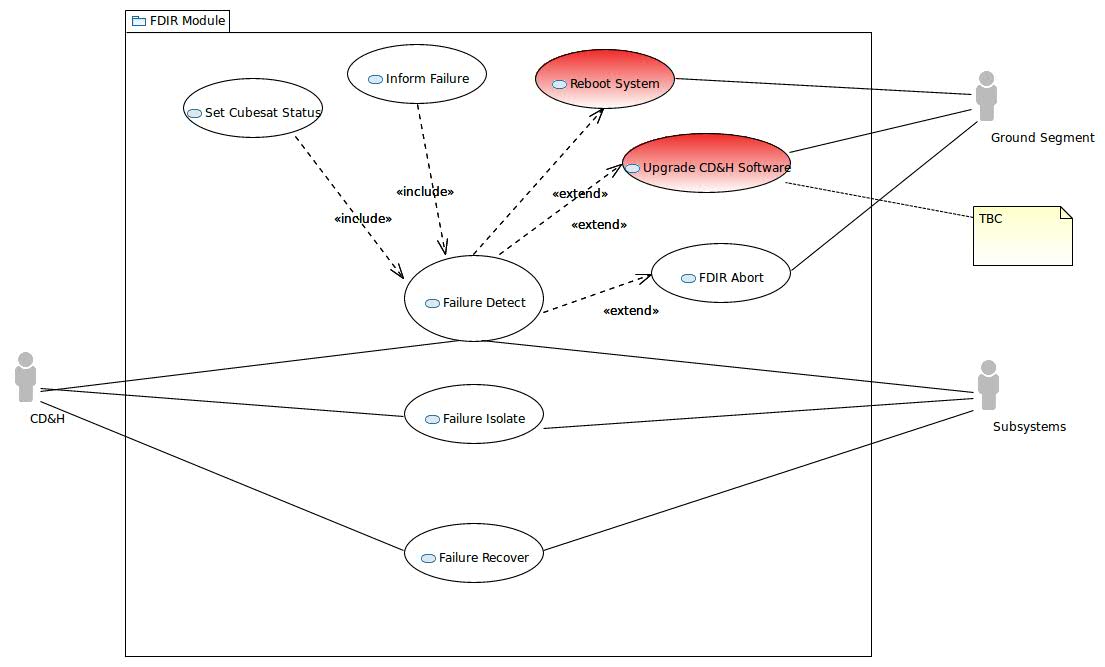 FDIR Module
Inform Failure
Reboot System
Set Cubesat Status
Ground Segment
Upgrade CD&H Software
«include»
«extend»
«include»
TBC
«extend»
FDIR Abort
Failure Detect
«extend»
CD&H
Failure Isolate
Subsystems
Failure Recover